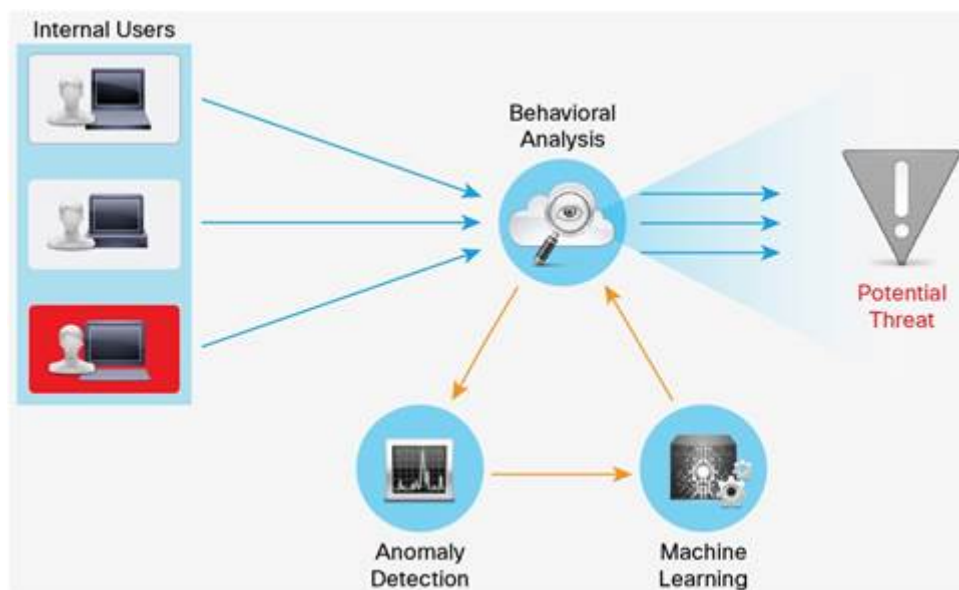 Internal Users
Behavioral
Analysis
Potential
Threat
Anomaly
Detection
Machine
Learning